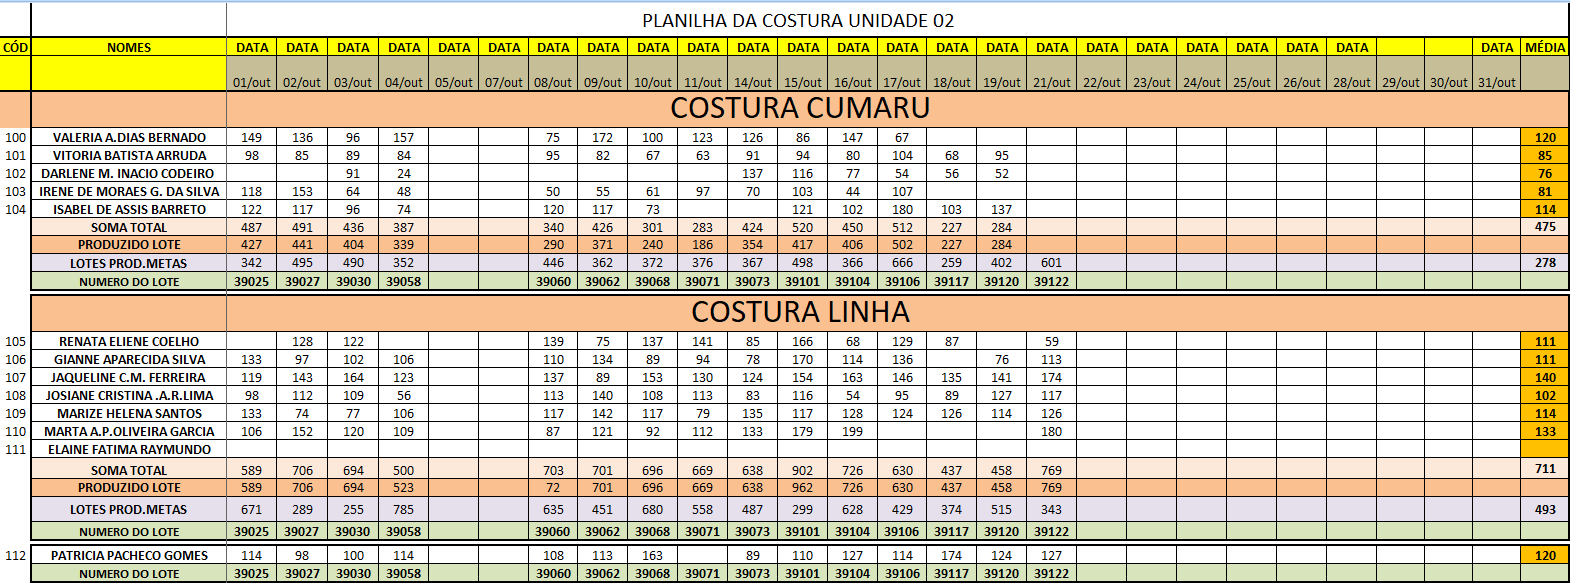 PLANILHA DA COSTURA UNIDADE 02
CÓD NOMES DATA DATA DATA DATA DATA DATA DATA DATA DATA DATA DATA DATA DATA DATA DATA DATA DATA DATA DATA DATA DATA DATA DATA DATA MÉDIA
01/out 02/out 03/out 04/out 05/out 07/out 08/out 09/out 10/out 11/out 14/out 15/out 16/out 17/out 18/out 19/out 21/out 22/out 23/out 24/out 25/out 26/out 28/out 29/out 30/out 31/out
COSTURA CUMARU
100 VALERIA A.DIAS BERNADO 149 136 96 157 75 172 100 123 126 86 147 67 120
101 VITORIA BATISTA ARRUDA 98 85 89 84 95 82 67 63 91 94 80 104 68 95 85
102 DARLENE M. INACIO CODEIRO 91 24 137 116 77 54 56 52 76
103 IRENE DE MORAES G. DA SILVA 118 153 64 48 50 55 61 97 70 103 44 107 81
104 ISABEL DE ASSIS BARRETO 122 117 96 74 120 117 73 121 102 180 103 137 114
SOMA TOTAL 487 491 436 387 340 426 301 283 424 520 450 512 227 284 475
PRODUZIDO LOTE 427 441 404 339 290 371 240 186 354 417 406 502 227 284
LOTES PROD.METAS 342 495 490 352 446 362 372 376 367 498 366 666 259 402 601 278
NUMERO DO LOTE 39025 39027 39030 39058 39060 39062 39068 39071 39073 39101 39104 39106 39117 39120 39122
COSTURA LINHA
105 RENATA ELIENE COELHO 128 122 139 75 137 141 85 166 68 129 87 59 111
106 GIANNE APARECIDA SILVA 133 97 102 106 110 134 89 94 78 170 114 136 76 113 111
107 JAQUELINE C.M. FERREIRA 119 143 164 123 137 89 153 130 124 154 163 146 135 141 174 140
108 JOSIANE CRISTINA .A.R.LIMA 98 112 109 56 113 140 108 113 83 116 54 95 89 127 117 102
109 MARIZE HELENA SANTOS 133 74 77 106 117 142 117 79 135 117 128 124 126 114 126 114
110 MARTA A.P.OLIVEIRA GARCIA 106 152 120 109 87 121 92 112 133 179 199 180 133
111 ELAINE FATIMA RAYMUNDO
SOMA TOTAL 589 706 694 500 703 701 696 669 638 902 726 630 437 458 769 711
PRODUZIDO LOTE 589 706 694 523 72 701 696 669 638 962 726 630 437 458 769
LOTES PROD.METAS 671 289 255 785 635 451 680 558 487 299 628 429 374 515 343 493
NUMERO DO LOTE 39025 39027 39030 39058 39060 39062 39068 39071 39073 39101 39104 39106 39117 39120 39122
112 PATRICIA PACHECO GOMES 114 98 100 114 108 113 163 89 110 127 114 174 124 127 120
NUMERO DO LOTE 39025 39027 39030 39058 39060 39062 39068 39071 39073 39101 39104 39106 39117 39120 39122